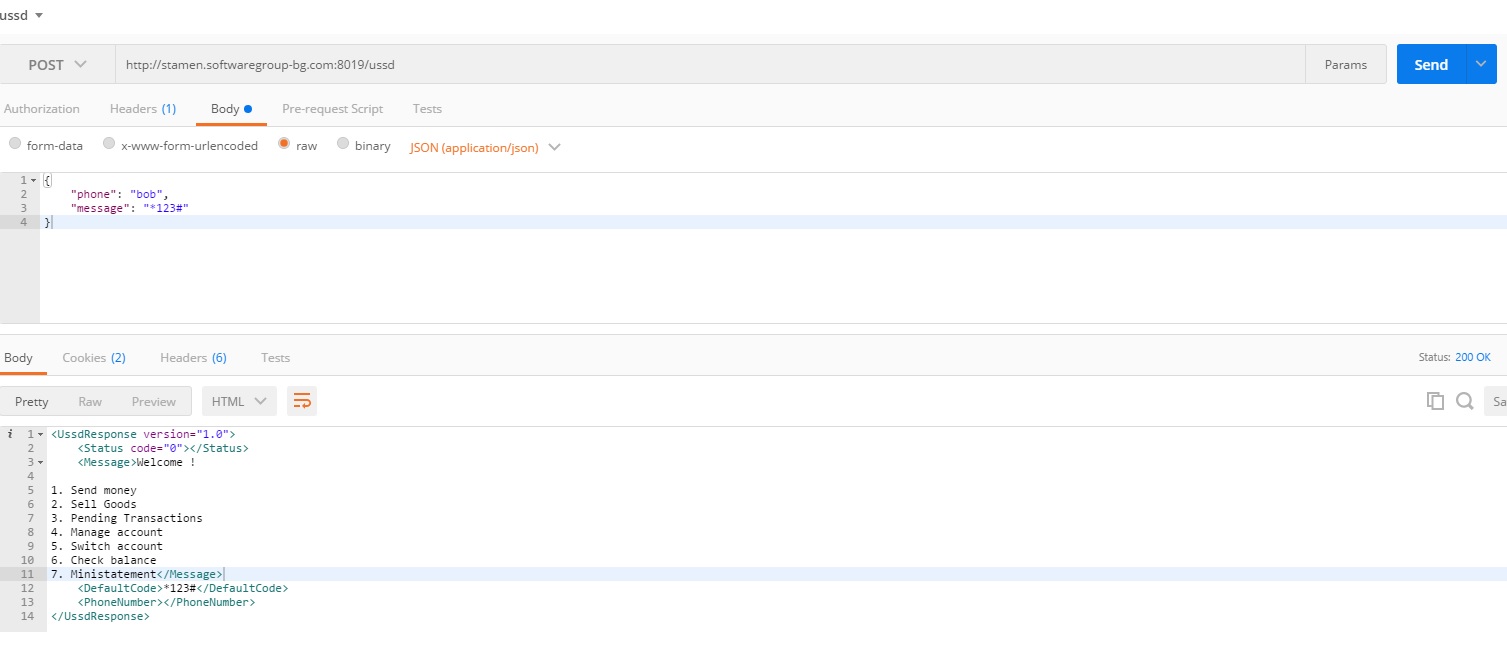 ussd
POST http://stamen.softwaregroup-bg.com:8019/ussd Params Send
Authorization Headers (1) Body Pre-request Script Tests
form-data x-www-form-urlencoded raw binary JSON (application/json)
1 {
2 "phone": "bob",
3 "message": "*123#"
4 }
Body Cookies (2) Headers (6) Tests Status: 200 OK
Pretty Raw Preview HTML Sa
i 1 <UssdResponse version="1.0">
2 <Status code="0"></Status>
3 <Message>Welcome !
4
5 1. Send money
6 2. Sell Goods
7 3. Pending Transactions
8 4. Manage account
9 5. Switch account
10 6. Check balance
11 7. Ministatement</Message>
12 <DefaultCode>*123#</DefaultCode>
13 <PhoneNumber></PhoneNumber>
14 </UssdResponse>